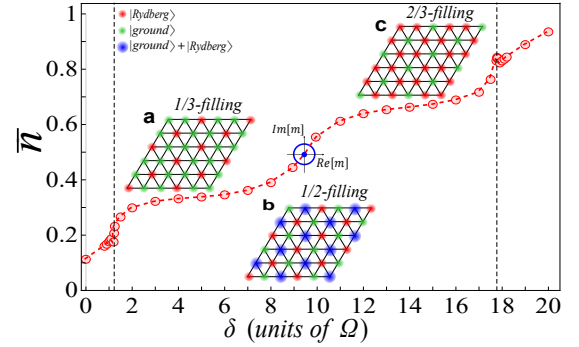 |Rydberg⟩
|ground⟩
|ground⟩+|Rydberg⟩
2/3-filling
c
1/3-filling
a
Im[m]
Re[m]
1/2-filling
b
n̅
1
0.8
0.6
0.4
0.2
0
0 2 4 6 8 10 12 14 16 18 20
δ (units of Ω)